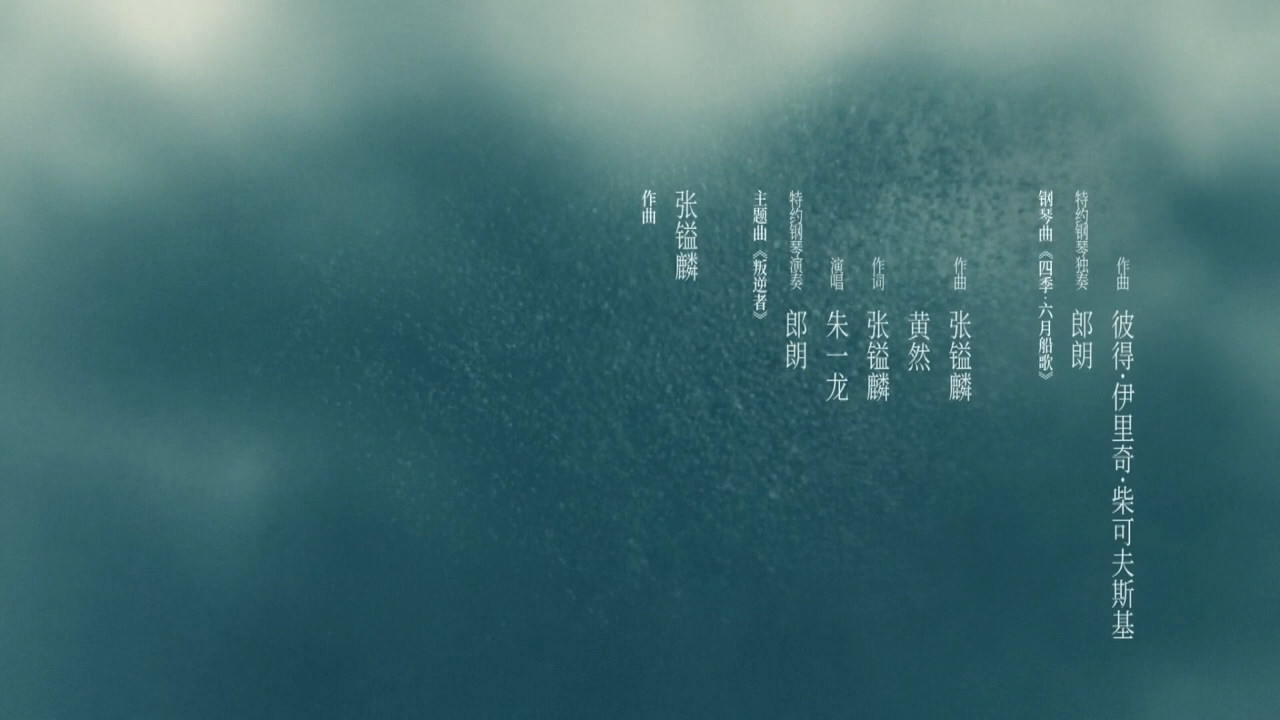 作曲
张镒麟
主题曲《叛逆者》
特约钢琴演奏 郎朗
演唱 朱一龙
作词 张镒麟
黄然
作曲 张镒麟
钢琴曲《四季·六月船歌》
特约钢琴独奏 郎朗
作曲 彼得·伊里奇·柴可夫斯基